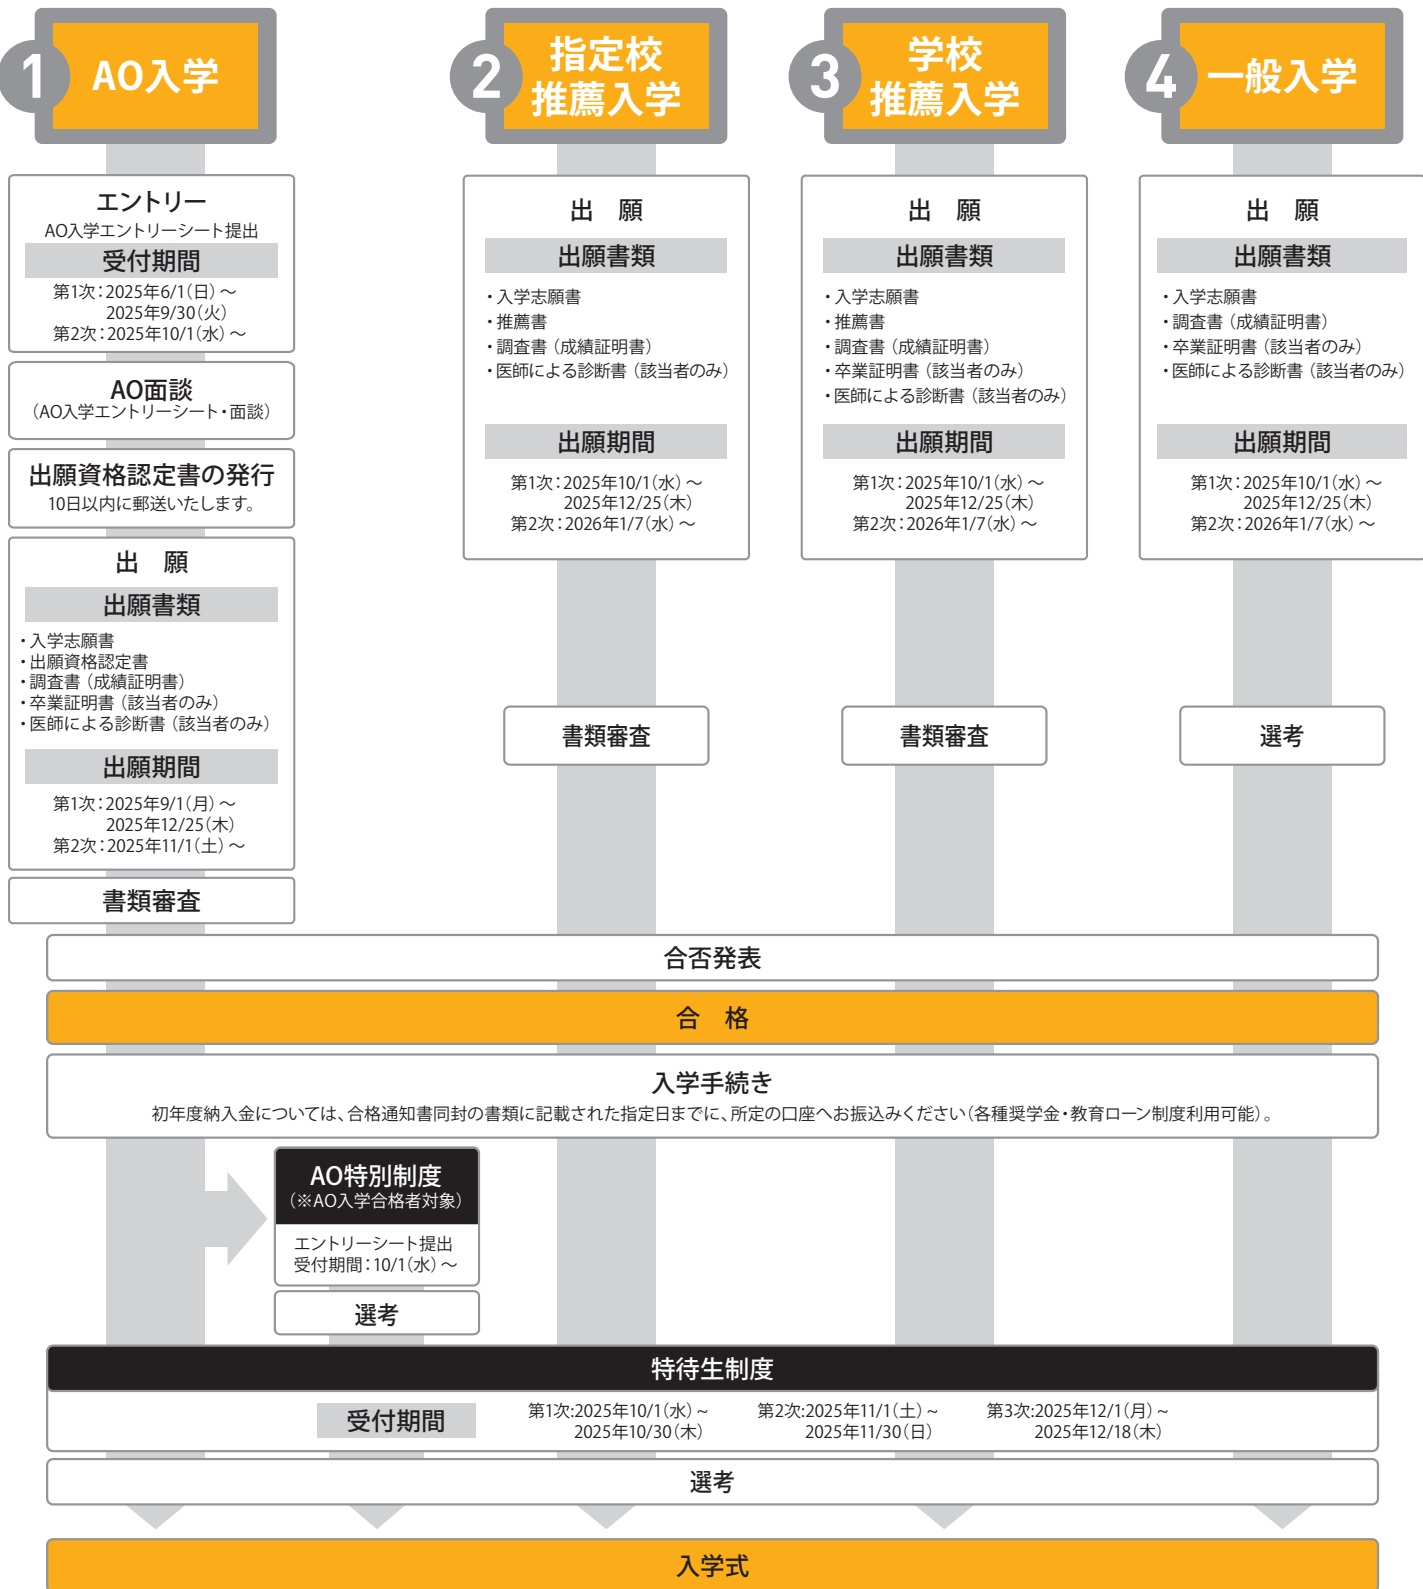 1
AO入学
エントリー
AO入学エントリーシート提出
受付期間
第1次：2025年6/1（日）～
2025年9/30（火）
第2次：2025年10/1（水）～
AO面談
（AO入学エントリーシート・面談）
出願資格認定書の発行
10日以内に郵送いたします。
出　願
出願書類
・入学志願書
・出願資格認定書
・調査書（成績証明書）
・卒業証明書（該当者のみ）
・医師による診断書（該当者のみ）
出願期間
第1次：2025年9/1（月）～
2025年12/25（木）
第2次：2025年11/1（土）～
書類審査
2
指定校
推薦入学
出　願
出願書類
・入学志願書
・推薦書
・調査書（成績証明書）
・医師による診断書（該当者のみ）
出願期間
第1次：2025年10/1（水）～
2025年12/25（木）
第2次：2026年1/7（水）～
書類審査
3
学校
推薦入学
出　願
出願書類
・入学志願書
・推薦書
・調査書（成績証明書）
・卒業証明書（該当者のみ）
・医師による診断書（該当者のみ）
出願期間
第1次：2025年10/1（水）～
2025年12/25（木）
第2次：2026年1/7（水）～
書類審査
4
一般入学
出　願
出願書類
・入学志願書
・調査書（成績証明書）
・卒業証明書（該当者のみ）
・医師による診断書（該当者のみ）
出願期間
第1次：2025年10/1（水）～
2025年12/25（木）
第2次：2026年1/7（水）～
選考
合否発表
合　格
入学手続き
初年度納入金については、合格通知書同封の書類に記載された指定日までに、所定の口座へお振込みください（各種奨学金・教育ローン制度利用可能）。
AO特別制度
（※AO入学合格者対象）
エントリーシート提出
受付期間：10/1（水）～
選考
特待生制度
受付期間
第1次:2025年10/1（水）~
2025年10/30（木）
第2次:2025年11/1（土）~
2025年11/30（日）
第3次:2025年12/1（月）~
2025年12/18（木）
選考
入学式